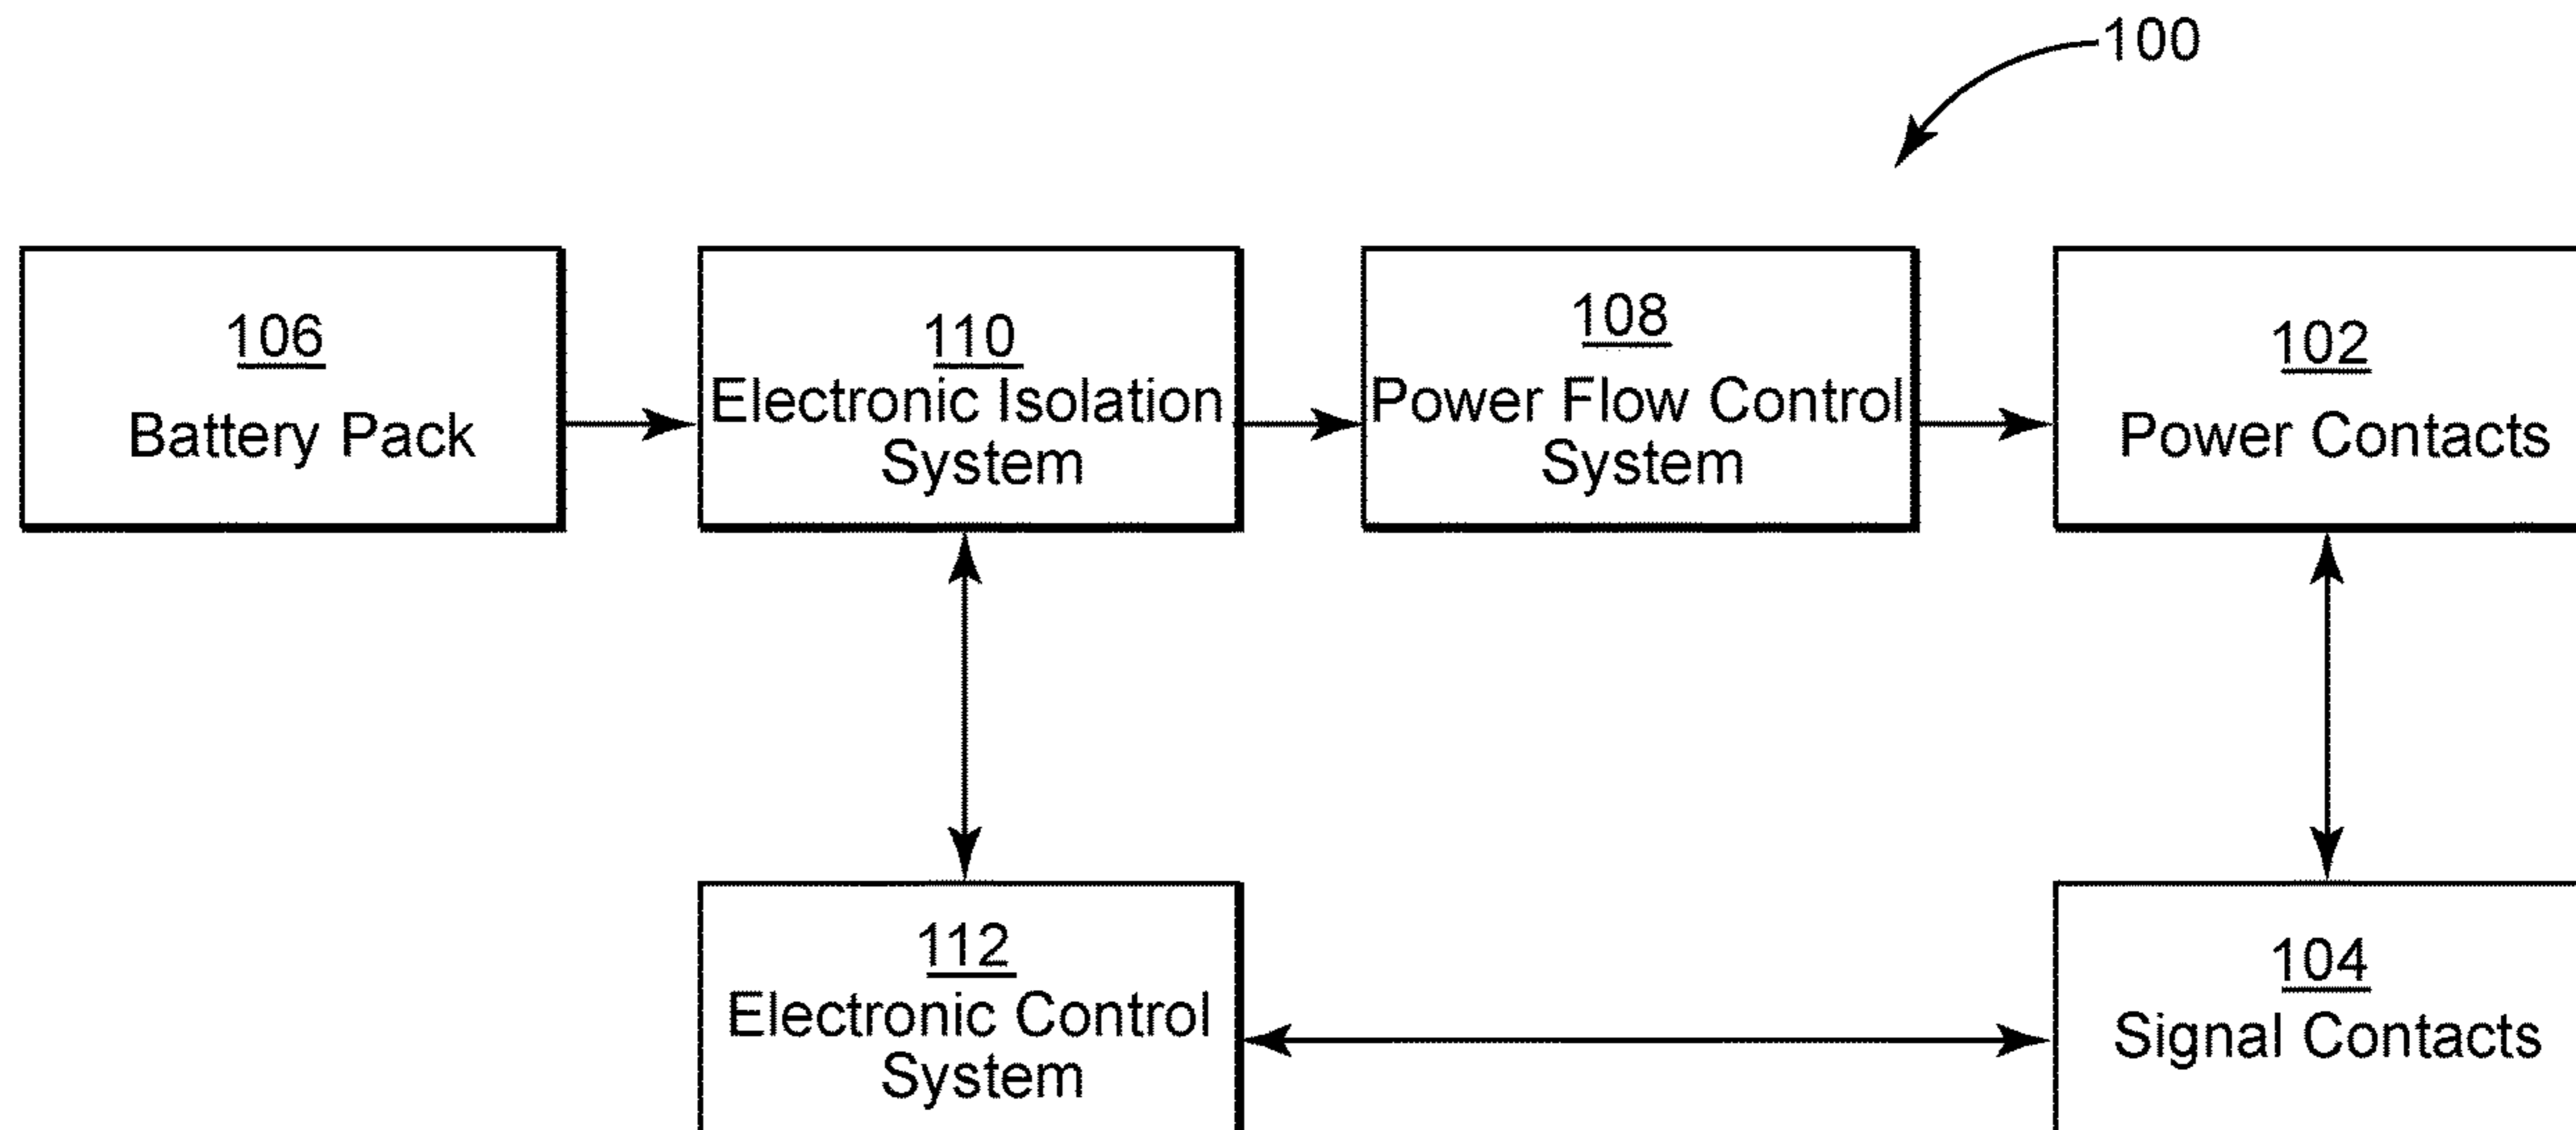 100
106
Battery Pack
110
Electronic Isolation
System
108
Power Flow Control
System
102
Power Contacts
112
Electronic Control
System
104
Signal Contacts